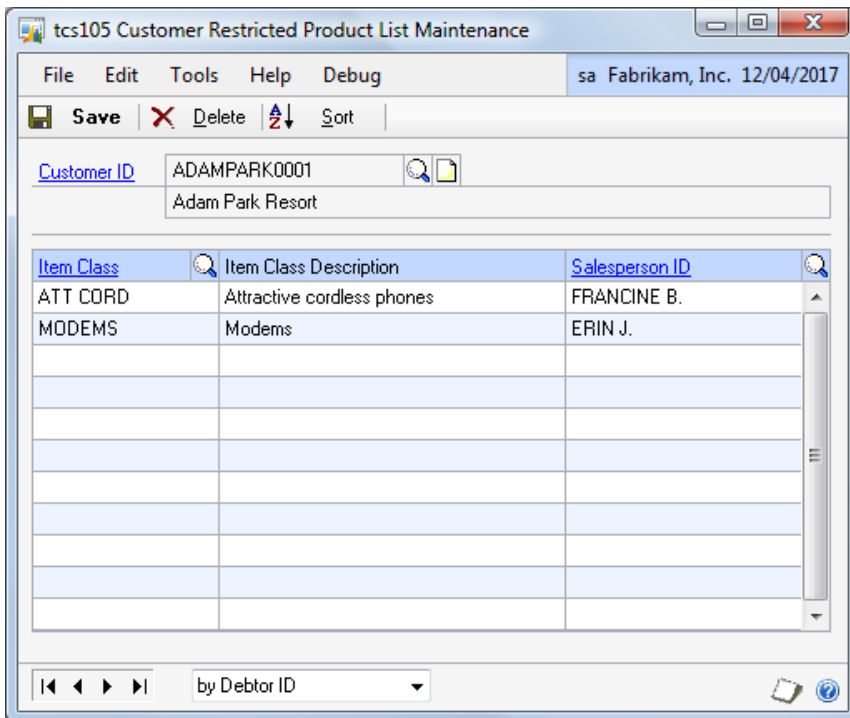 tcs105 Customer Restricted Product List Maintenance
File Edit Tools Help Debug sa Fabrikam, Inc. 12/04/2017
Save Delete Sort
Customer ID ADAMPARK0001
Adam Park Resort
Item Class Item Class Description Salesperson ID
ATT CORD Attractive cordless phones FRANCINE B.
MODEMS Modems ERIN J.
by Debtor ID